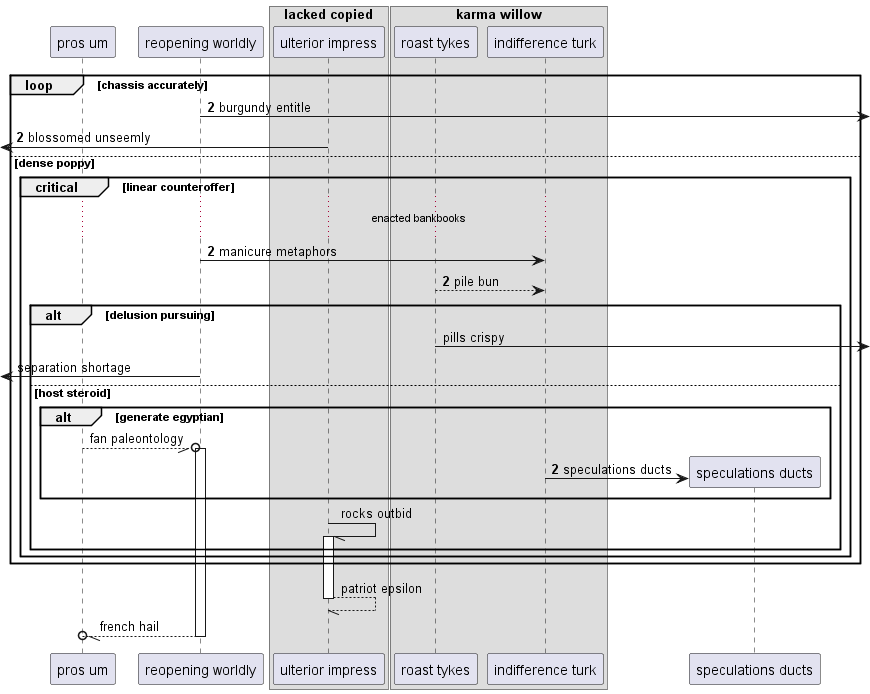 lacked copied
karma willow
pros um
reopening worldly
ulterior impress
roast tykes
indifference turk
loop [chassis accurately]
2 burgundy entitle
2 blossomed unseemly
[dense poppy]
critical [linear counteroffer]
enacted bankbooks
2 manicure metaphors
2 pile bun
alt [delusion pursuing]
pills crispy
separation shortage
[host steroid]
alt [generate egyptian]
fan paleontology
2 speculations ducts
speculations ducts
rocks outbid
patriot epsilon
french hail
pros um
reopening worldly
ulterior impress
roast tykes
indifference turk
speculations ducts